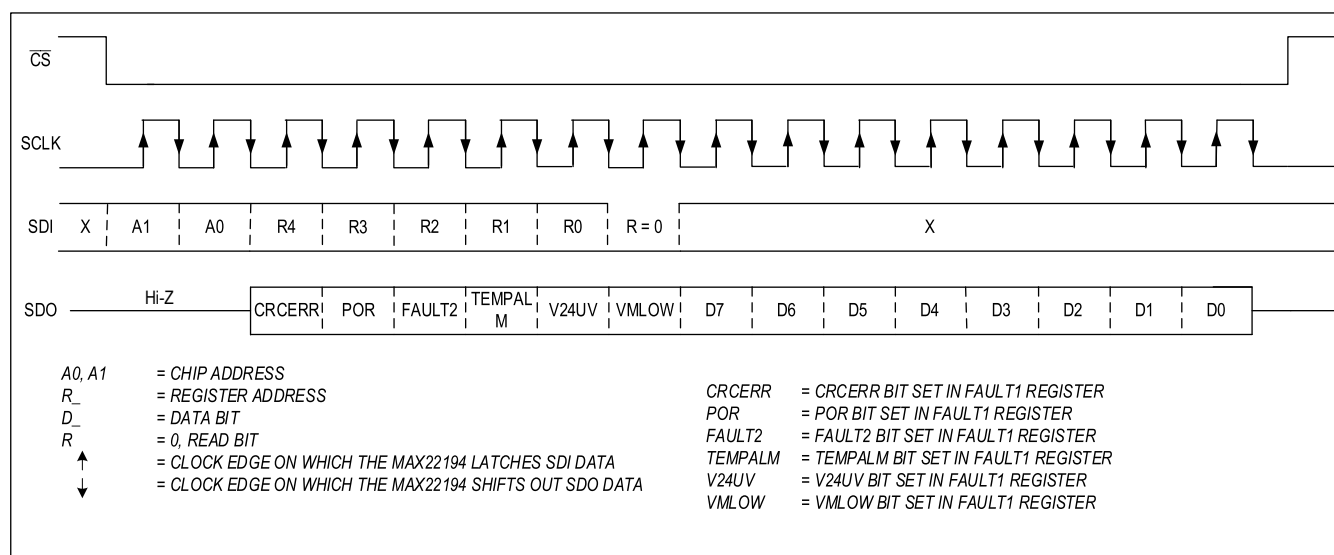 CS
SCLK
SDI X A1 A0 R4 R3 R2 R1 R0 R = 0 X
SDO Hi-Z CRCERR POR FAULT2 TEMPALM V24UV VMLOW D7 D6 D5 D4 D3 D2 D1 D0
A0, A1 = CHIP ADDRESS
R_ = REGISTER ADDRESS
D_ = DATA BIT
R = 0, READ BIT
↑ = CLOCK EDGE ON WHICH THE MAX22194 LATCHES SDI DATA
↓ = CLOCK EDGE ON WHICH THE MAX22194 SHIFTS OUT SDO DATA
CRCERR = CRCERR BIT SET IN FAULT1 REGISTER
POR = POR BIT SET IN FAULT1 REGISTER
FAULT2 = FAULT2 BIT SET IN FAULT1 REGISTER
TEMPALM = TEMPALM BIT SET IN FAULT1 REGISTER
V24UV = V24UV BIT SET IN FAULT1 REGISTER
VMLOW = VMLOW BIT SET IN FAULT1 REGISTER